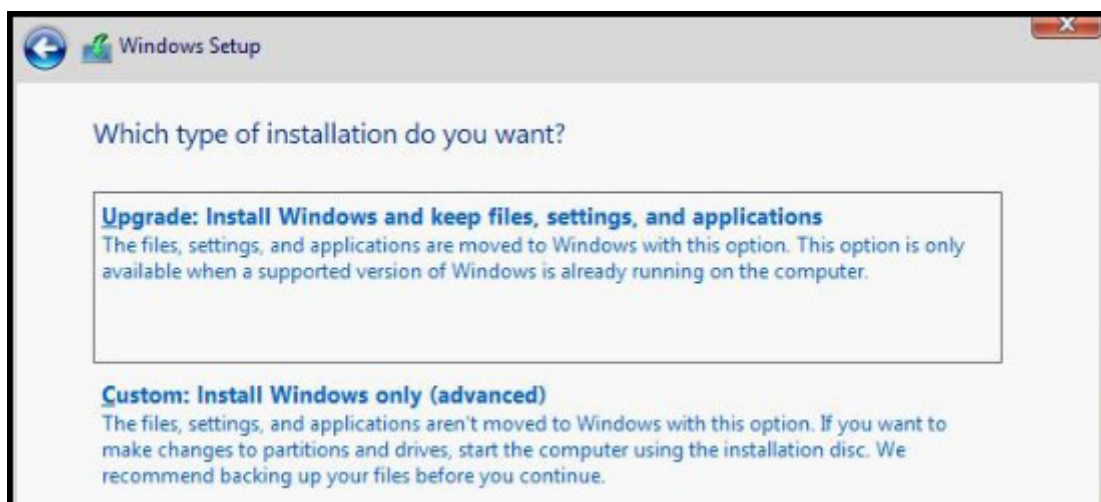 Windows Setup
Which type of installation do you want?
Upgrade: Install Windows and keep files, settings, and applications
The files, settings, and applications are moved to Windows with this option. This option is only
available when a supported version of Windows is already running on the computer.
Custom: Install Windows only (advanced)
The files, settings, and applications aren't moved to Windows with this option. If you want to
make changes to partitions and drives, start the computer using the installation disc. We
recommend backing up your files before you continue.